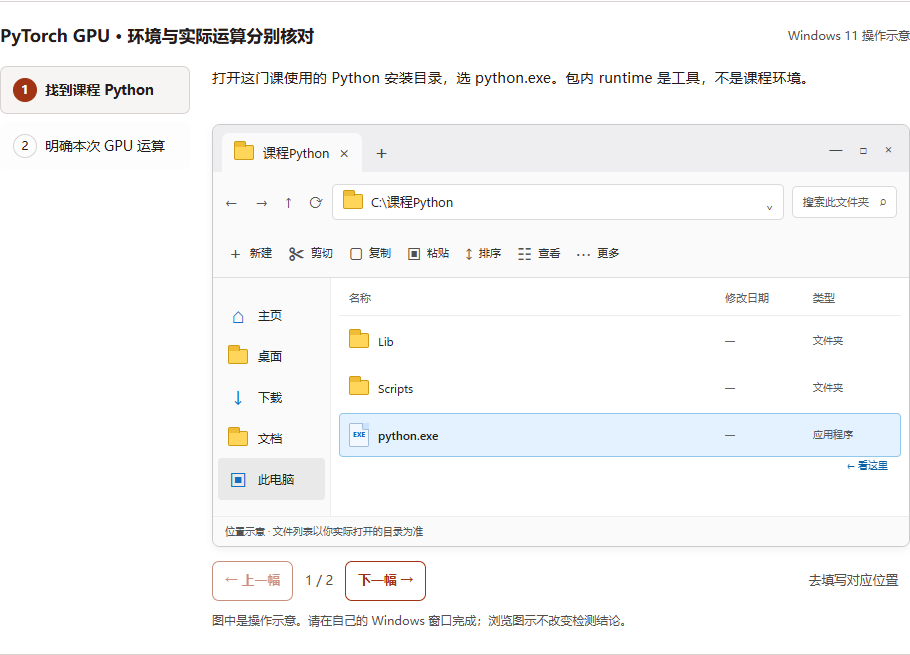 PyTorch GPU · 环境与实际运算分别核对
Windows 11 操作示意
1 找到课程 Python
2 明确本次 GPU 运算
打开这门课使用的 Python 安装目录，选 python.exe。包内 runtime 是工具，不是课程环境。
课程Python × +
— □ ×
← → ↑ ⟳ C:\课程Python ⌄ 搜索此文件夹 ⌕
+ 新建 剪切 复制 粘贴 ↕ 排序 查看 ··· 更多
主页
桌面
↓ 下载
文档
此电脑
名称 修改日期 类型
Lib — 文件夹
Scripts — 文件夹
EXE python.exe — 应用程序
← 看这里
位置示意 · 文件列表以你实际打开的目录为准
← 上一幅 1 / 2 下一幅 → 去填写对应位置
图中是操作示意。请在自己的 Windows 窗口完成；浏览图示不改变检测结论。